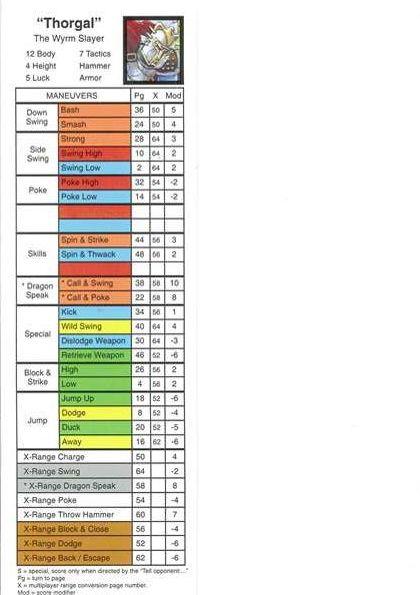 "Thorgal"
The Wyrm Slayer
12 Body 7 Tactics
4 Height Hammer
5 Luck Armor
MANEUVERS Pg X Mod
Down Swing Bash 36 50 5
Smash 24 50 4
Side Swing Strong 28 64 3
Swing High 10 64 2
Swing Low 2 64 2
Poke Poke High 32 54 -2
Poke Low 14 54 -2
Skills Spin & Strike 44 56 3
Spin & Thwack 48 56 2
* Dragon Speak * Call & Swing 38 58 10
* Call & Poke 22 58 8
Special Kick 34 56 1
Wild Swing 40 64 4
Dislodge Weapon 30 64 -3
Retrieve Weapon 46 52 -6
Block & Strike High 26 56 2
Low 4 56 2
Jump Jump Up 18 52 -6
Dodge 8 52 -4
Duck 20 52 -5
Away 16 62 -6
X-Range Charge 50 4
X-Range Swing 64 -2
* X-Range Dragon Speak 58 8
X-Range Poke 54 -4
X-Range Throw Hammer 60 7
X-Range Block & Close 56 -4
X-Range Dodge 52 -6
X-Range Back / Escape 62 -6
S = special, score only when directed by the "Tell opponent..."
Pg = turn to page
X = multiplayer range conversion page number.
Mod = score modifier